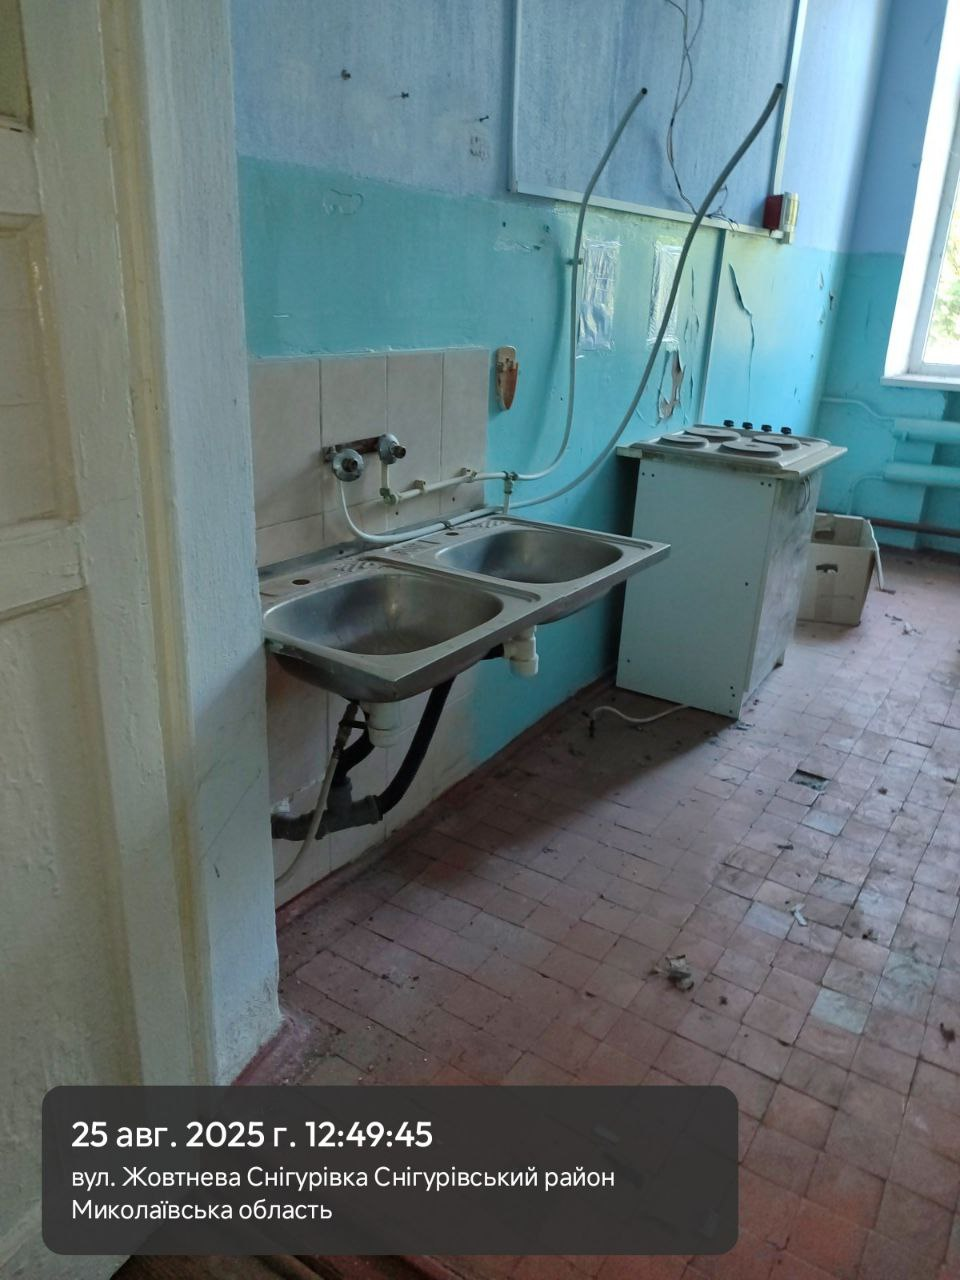 25 авг. 2025 г. 12:49:45
вул. Жовтнева Снігурівка Снігурівський район
Миколаївська область